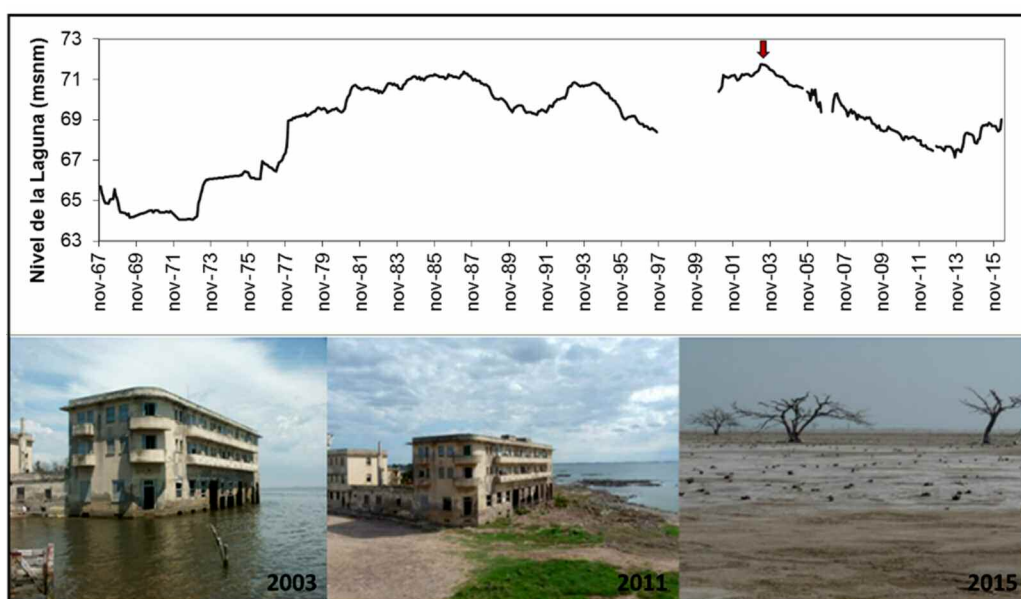 Nivel de la Laguna (msnm)
73
71
69
67
65
63
nov-67
nov-69
nov-71
nov-73
nov-75
nov-77
nov-79
nov-81
nov-83
nov-85
nov-87
nov-89
nov-91
nov-93
nov-95
nov-97
nov-99
nov-01
nov-03
nov-05
nov-07
nov-09
nov-11
nov-13
nov-15
2003
2011
2015